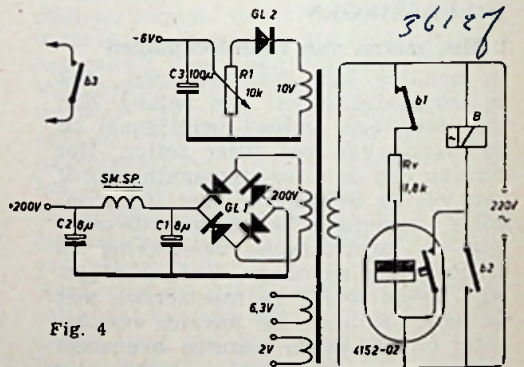 36127
GL 2
-6V
b3
C3
100µ
R1
10k
10V
b1
B
Rv
1,8k
220V
~
SM.SP.
+200V
C2
8µ
C1
8µ
GL 1
200V
b2
6,3V
2V
4152-02
Fig. 4